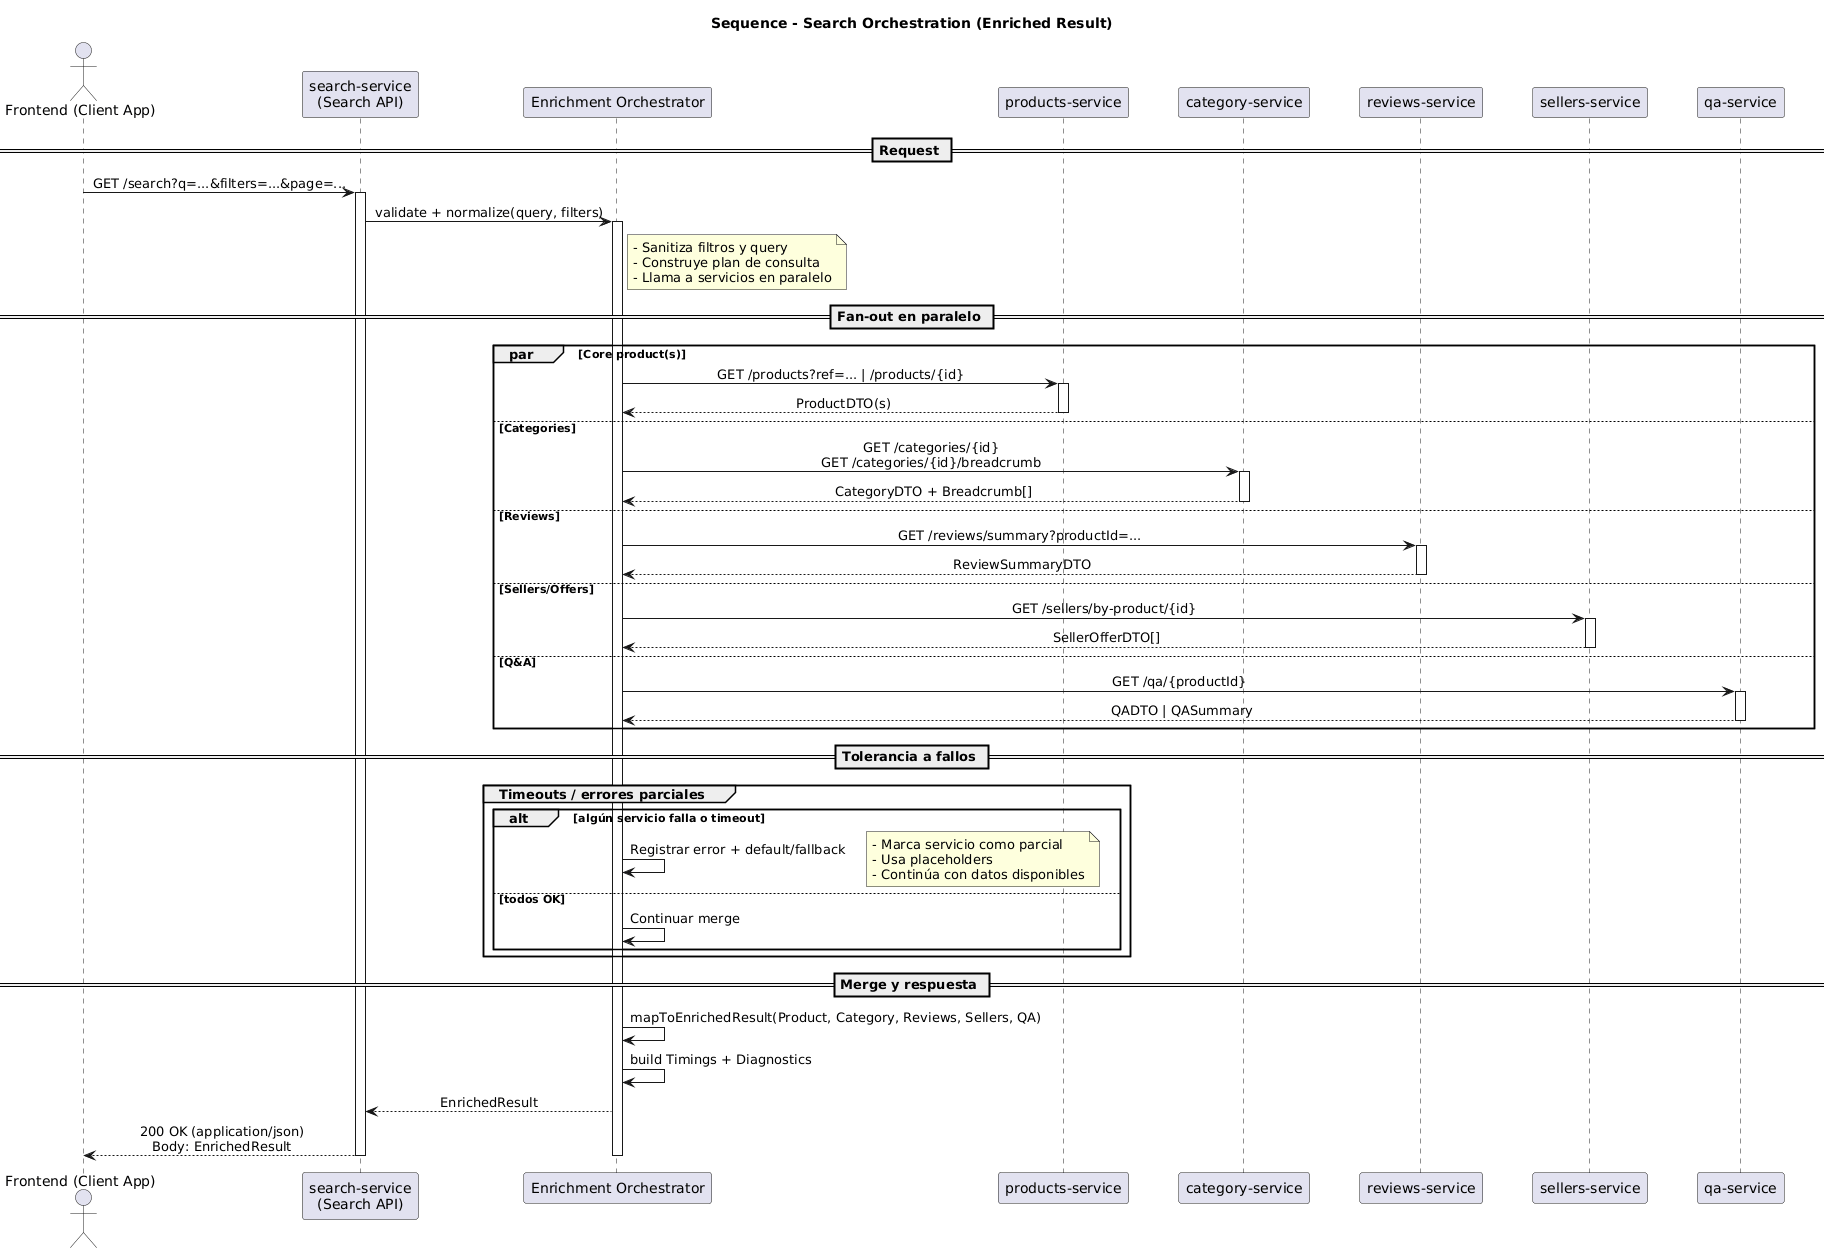 Sequence - Search Orchestration (Enriched Result)
Frontend (Client App)
search-service
(Search API)
Enrichment Orchestrator
products-service
category-service
reviews-service
sellers-service
qa-service
Request
GET /search?q=...&filters=...&page=...
validate + normalize(query, filters)
- Sanitiza filtros y query
- Construye plan de consulta
- Llama a servicios en paralelo
Fan-out en paralelo
par
[Core product(s)]
GET /products?ref=... | /products/{id}
ProductDTO(s)
[Categories]
GET /categories/{id}
GET /categories/{id}/breadcrumb
CategoryDTO + Breadcrumb[]
[Reviews]
GET /reviews/summary?productId=...
ReviewSummaryDTO
[Sellers/Offers]
GET /sellers/by-product/{id}
SellerOfferDTO[]
[Q&A]
GET /qa/{productId}
QADTO | QASummary
Tolerancia a fallos
Timeouts / errores parciales
alt
[algún servicio falla o timeout]
Registrar error + default/fallback
- Marca servicio como parcial
- Usa placeholders
- Continúa con datos disponibles
[todos OK]
Continuar merge
Merge y respuesta
mapToEnrichedResult(Product, Category, Reviews, Sellers, QA)
build Timings + Diagnostics
EnrichedResult
200 OK (application/json)
Body: EnrichedResult
Frontend (Client App)
search-service
(Search API)
Enrichment Orchestrator
products-service
category-service
reviews-service
sellers-service
qa-service